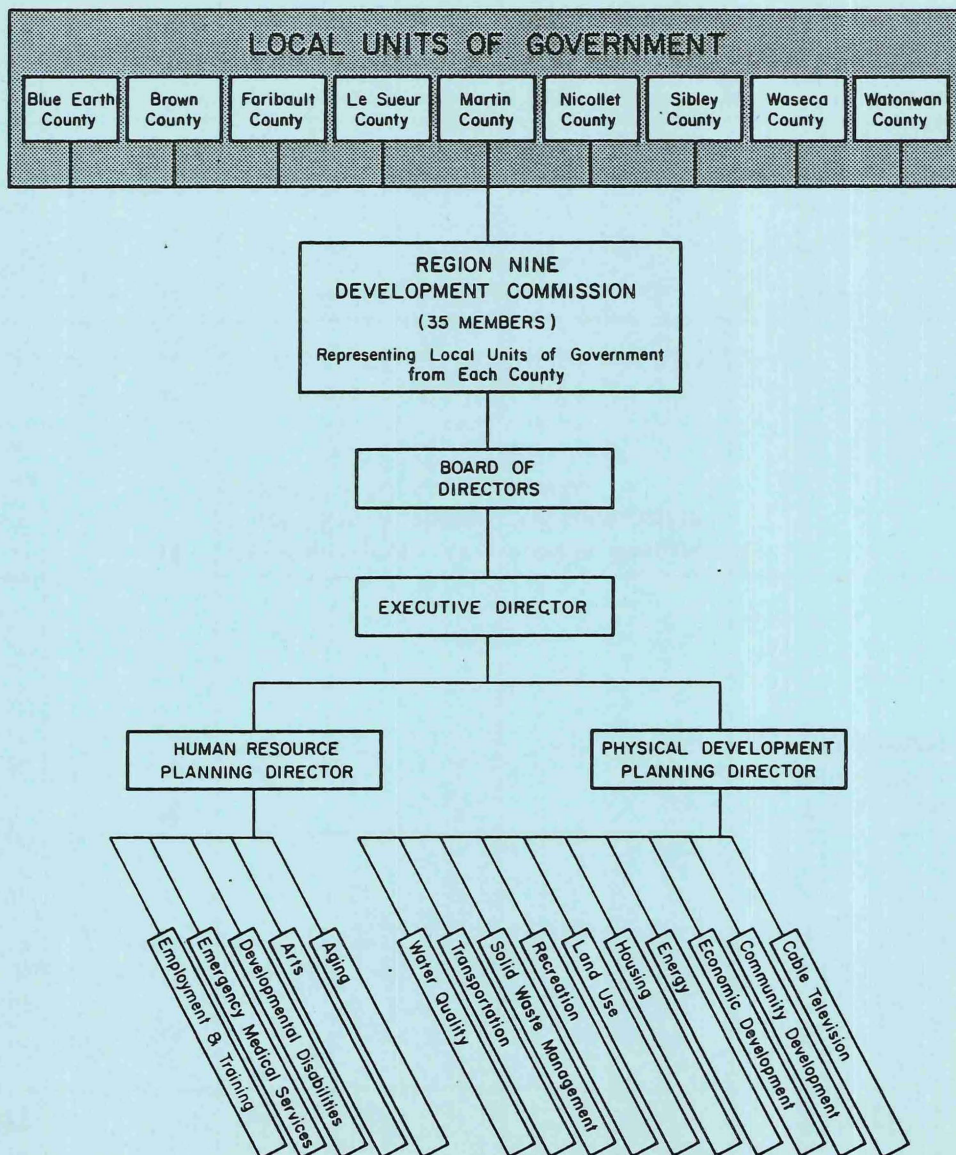 LOCAL UNITS OF GOVERNMENT
Blue Earth
County
Brown
County
Faribault
County
Le Sueur
County
Martin
County
Nicollet
County
Sibley
County
Waseca
County
Watonwan
County
REGION NINE
DEVELOPMENT COMMISSION
(35 MEMBERS)
Representing Local Units of Government
from Each County
BOARD OF
DIRECTORS
EXECUTIVE DIRECTOR
HUMAN RESOURCE
PLANNING DIRECTOR
PHYSICAL DEVELOPMENT
PLANNING DIRECTOR
Employment & Training
Emergency Medical Services
Developmental Disabilities
Arts
Aging
Water Quality
Transportation
Solid Waste Management
Recreation
Land Use
Housing
Energy
Economic Development
Community Development
Cable Television